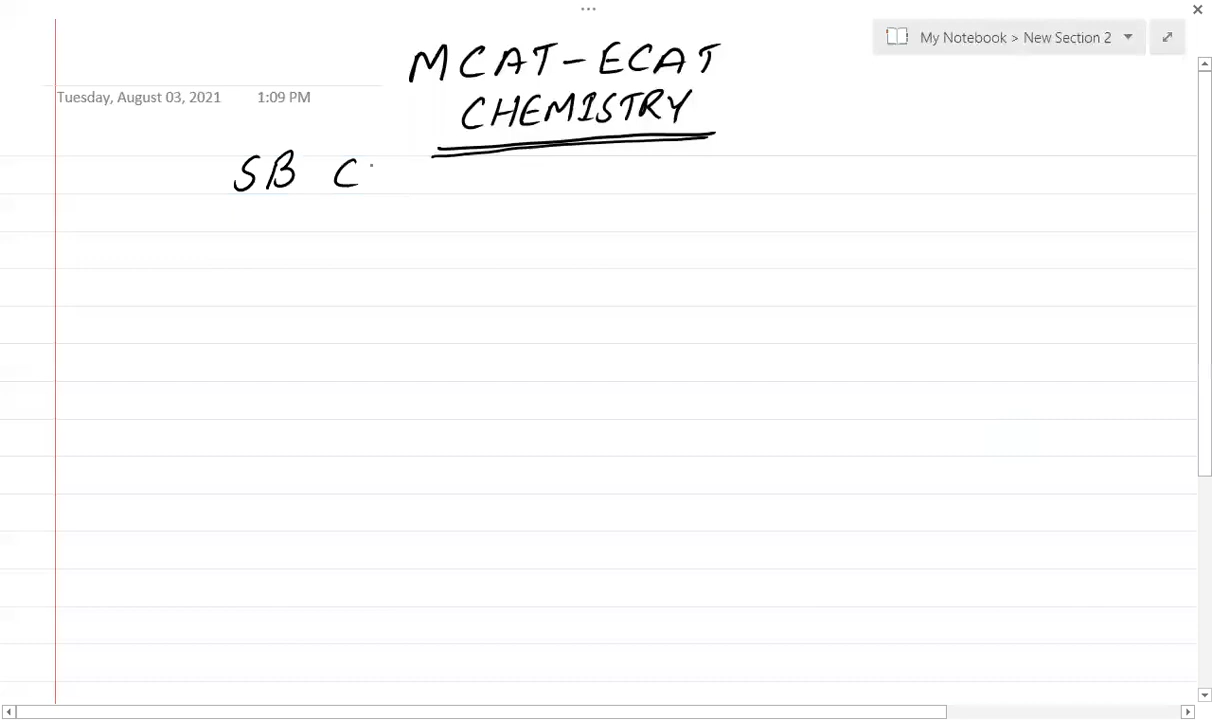 My Notebook > New Section 2
MCAT-ECAT
Tuesday, August 03, 2021 1:09 PM
CHEMISTRY
SB C